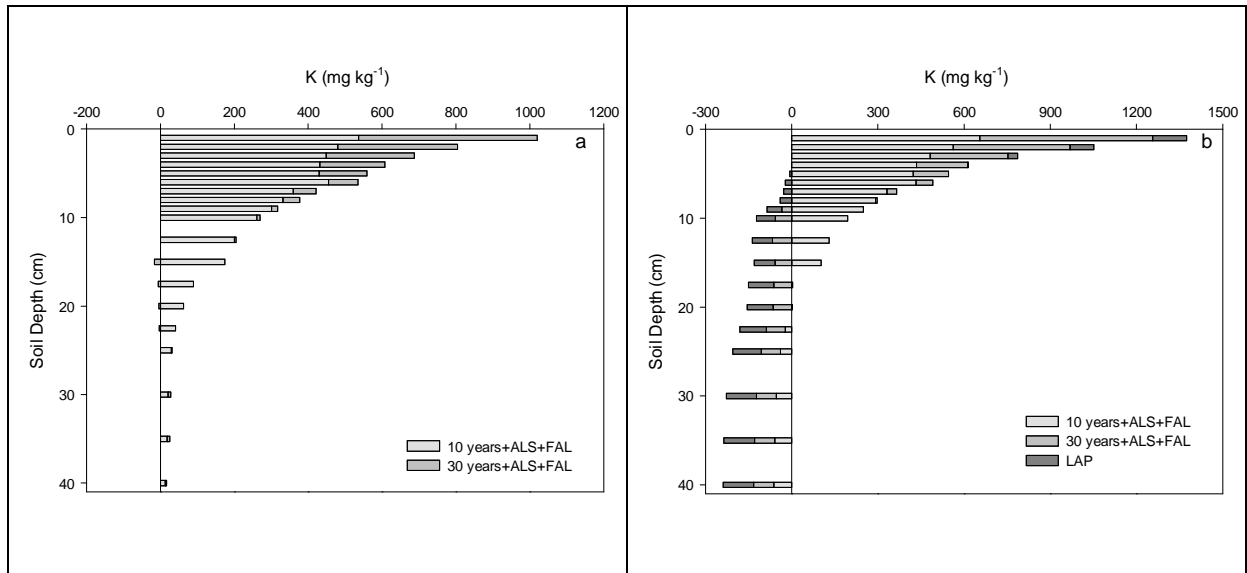 K (mg kg⁻¹)
-200 0 200 400 600 800 1000 1200
0
10
20
30
40
Soil Depth (cm)
a
10 years+ALS+FAL
30 years+ALS+FAL
K (mg kg⁻¹)
-300 0 300 600 900 1200 1500
0
10
20
30
40
Soil Depth (cm)
b
10 years+ALS+FAL
30 years+ALS+FAL
LAP